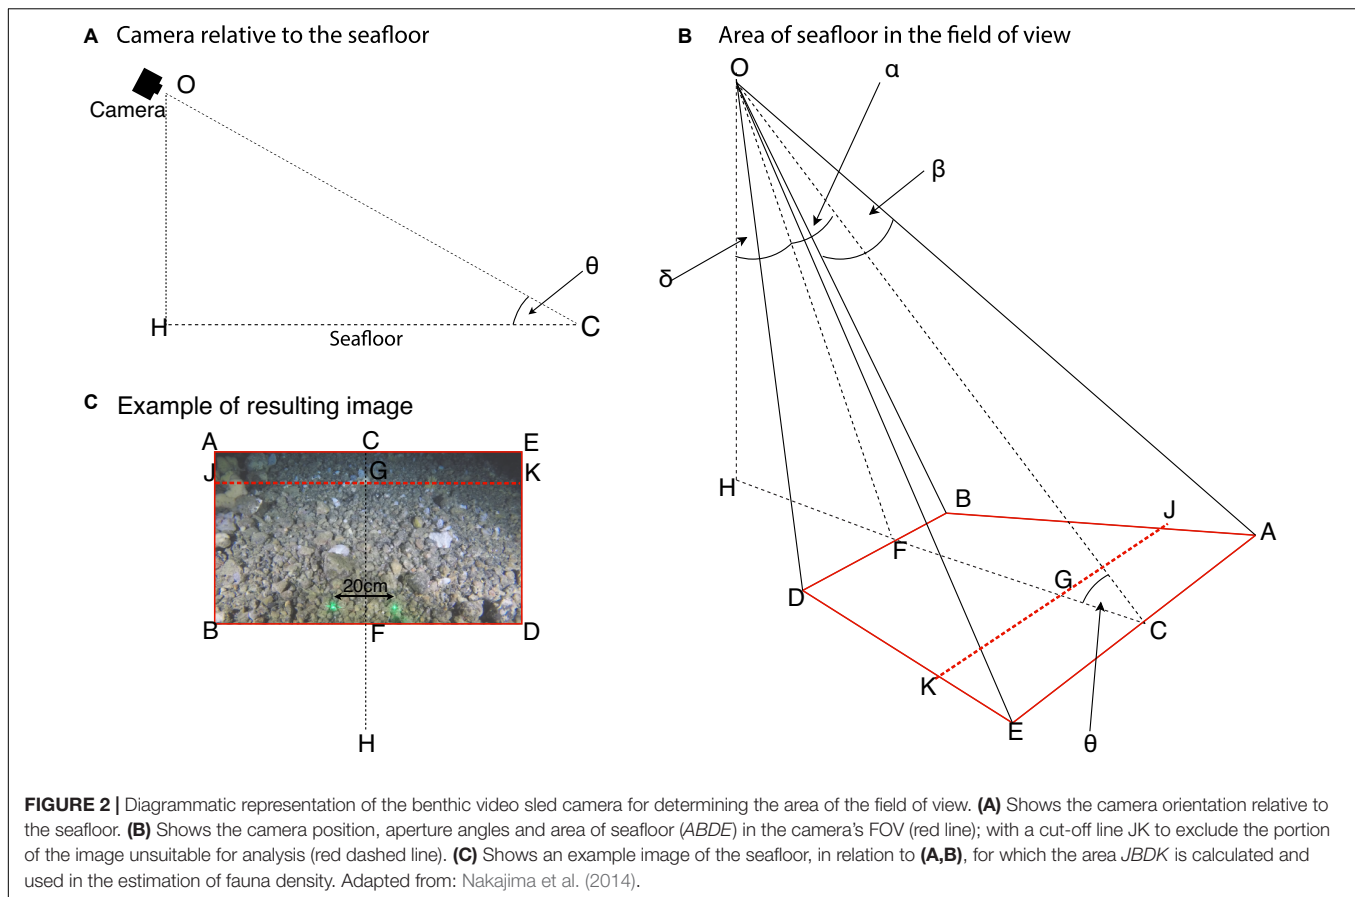 A Camera relative to the seafloor
O
Camera
θ
H
C
Seafloor
B Area of seafloor in the field of view
O
α
β
δ
H
B
J
A
F
D
G
C
K
E
θ
C Example of resulting image
A C E
J G K
20cm
B F D
H
FIGURE 2 | Diagrammatic representation of the benthic video sled camera for determining the area of the field of view. (A) Shows the camera orientation relative to
the seafloor. (B) Shows the camera position, aperture angles and area of seafloor (ABDE) in the camera's FOV (red line); with a cut-off line JK to exclude the portion
of the image unsuitable for analysis (red dashed line). (C) Shows an example image of the seafloor, in relation to (A,B), for which the area JBDK is calculated and
used in the estimation of fauna density. Adapted from: Nakajima et al. (2014).